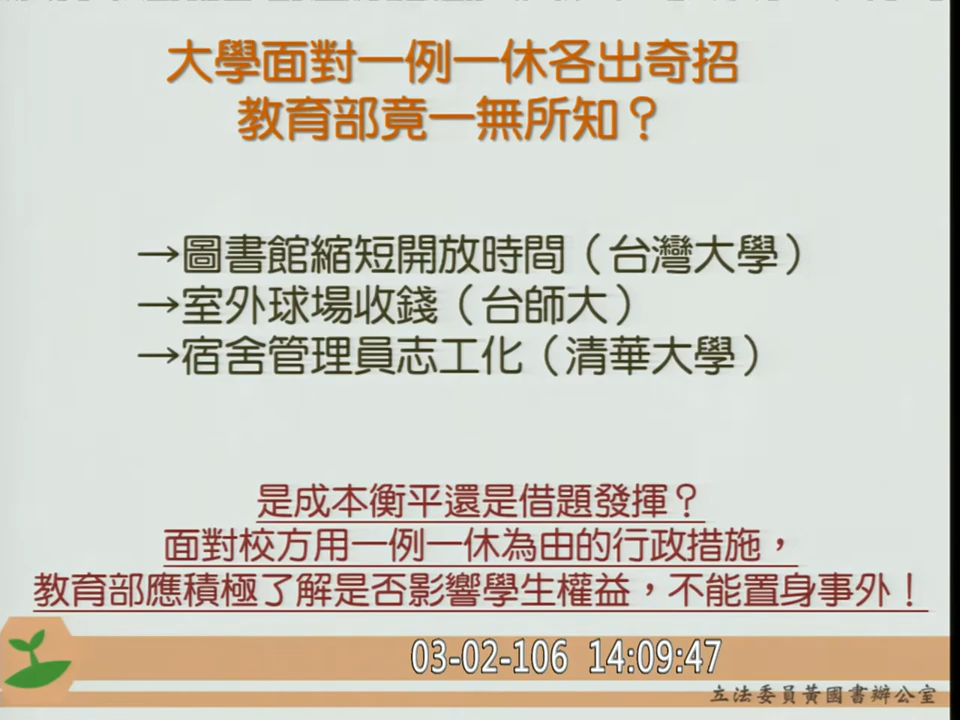 大學面對一例一休各出奇招
教育部竟一無所知？
→圖書館縮短開放時間（台灣大學）
→室外球場收錢（台師大）
→宿舍管理員志工化（清華大學）
是成本衡平還是借題發揮？
面對校方用一例一休為由的行政措施，
教育部應積極了解是否影響學生權益，不能置身事外！
03-02-106 14:09:47
立法委員黃國書辦公室